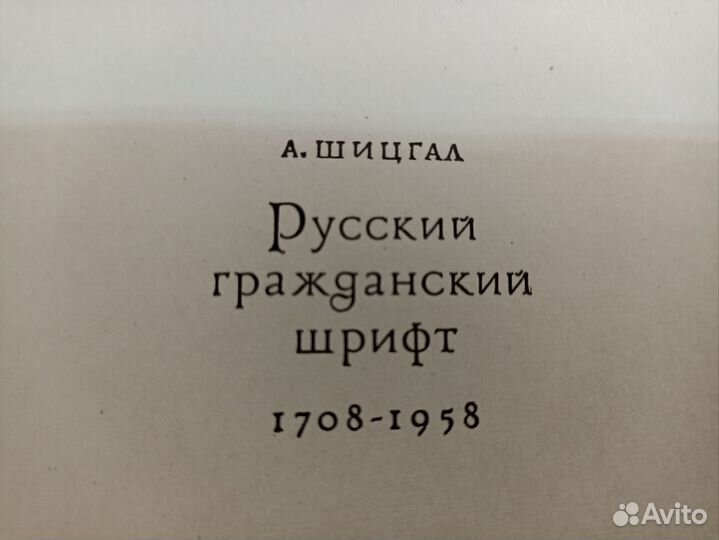 А. ШИЦГАЛ
Русский
гражданский
шрифт
1708-1958
Avito